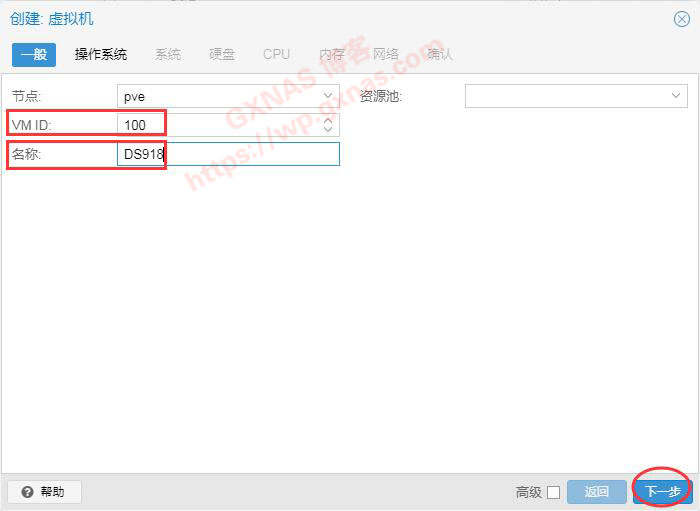 创建: 虚拟机
一般 操作系统 系统 硬盘 CPU 内存 网络 确认
节点: pve 资源池:
VM ID: 100
名称: DS918
GXNAS 博客
https://wp.gxnas.com
帮助 高级 返回 下一步